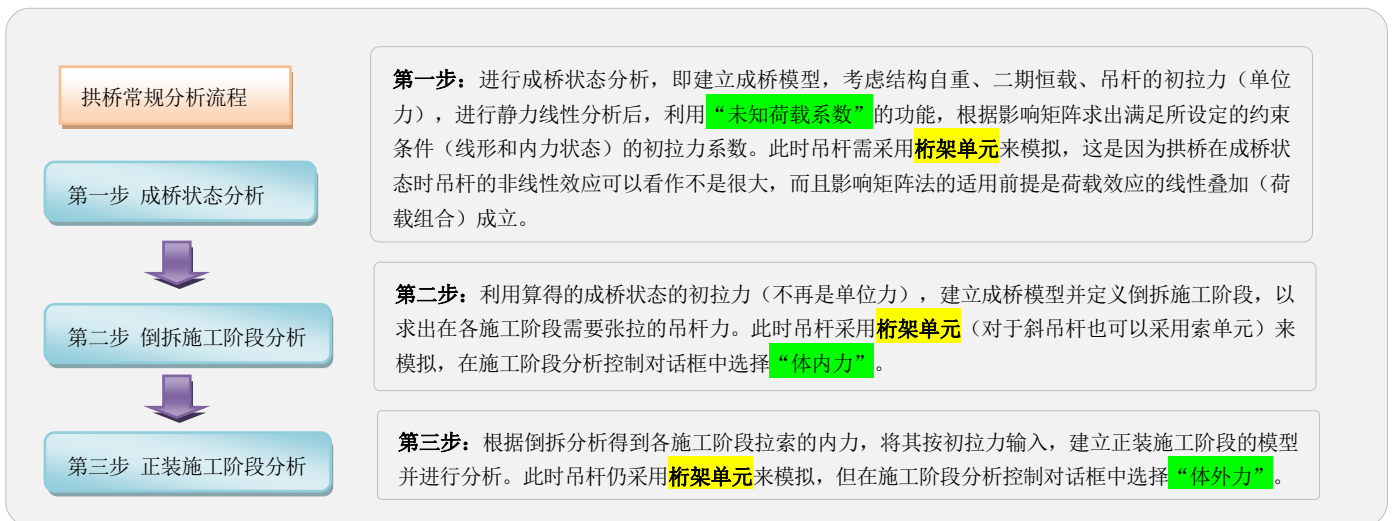 拱桥常规分析流程
第一步 成桥状态分析
第二步 倒拆施工阶段分析
第三步 正装施工阶段分析
第一步：进行成桥状态分析，即建立成桥模型，考虑结构自重、二期恒载、吊杆的初拉力（单位
力），进行静力线性分析后，利用“未知荷载系数”的功能，根据影响矩阵求出满足所设定的约束
条件（线形和内力状态）的初拉力系数。此时吊杆需采用桁架单元来模拟，这是因为拱桥在成桥状
态时吊杆的非线性效应可以看作不是很大，而且影响矩阵法的适用前提是荷载效应的线性叠加（荷
载组合）成立。
第二步：利用算得的成桥状态的初拉力（不再是单位力），建立成桥模型并定义倒拆施工阶段，以
求出在各施工阶段需要张拉的吊杆力。此时吊杆采用桁架单元（对于斜吊杆也可以采用索单元）来
模拟，在施工阶段分析控制对话框中选择“体内力”。
第三步：根据倒拆分析得到各施工阶段拉索的内力，将其按初拉力输入，建立正装施工阶段的模型
并进行分析。此时吊杆仍采用桁架单元来模拟，但在施工阶段分析控制对话框中选择“体外力”。